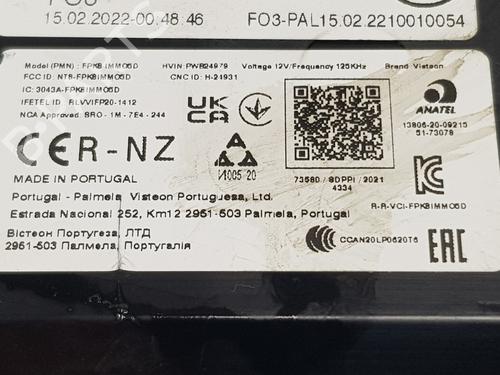 15.02.2022-00:48:46 FO3-PAL15.02.2210010054
Model (PMN) : FPK8IMMO5D HVIN: PWB24979 Voltage 12V/Frequency 125KHz Brand Visteon
FCC ID: NT8-FPK8IMMO5D CNC ID: H-24931
IC: 3043A-FPK8IMMO5D
IFETEL ID : RLVVIFP20-1412
NCA Approved: SRO - 1M - 7E4 - 244
UK CA
ANATEL
13806-20-09215
51-73078
CE R-NZ
И005-20
73580 / 8DPPI / 2021
4334
MADE IN PORTUGAL
R-R-VCI-FPK8IMMO5D
Portugal - Palmela Visteon Portuguesa, Ltd.
Estrada Nacional 252, Km12 2951-503 Palmela, Portugal
Вістеон Португеза, ЛТД
2951-503 Палмела, Португалія
CCAN20LP0620T6
EAC